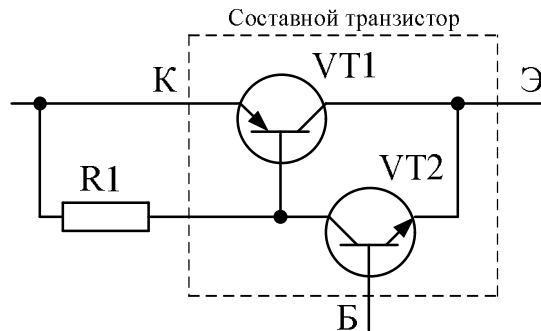 Составной транзистор
К
VT1
Э
R1
VT2
Б